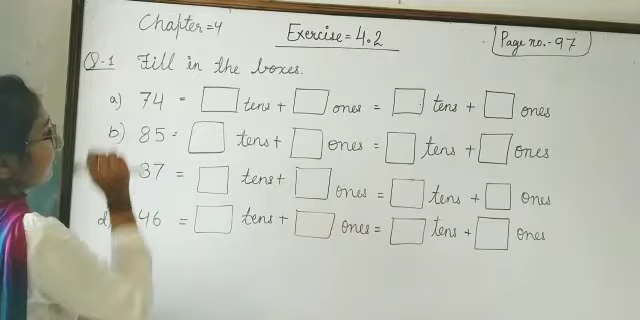 Chapter = 4
Exercise = 4.2
Page no. - 97
Q.1 Fill in the boxes.
a) 74 = tens + ones = tens + ones
b) 85 = tens + ones = tens + ones
37 = tens + ones = tens + ones
d) 46 = tens + ones = tens + ones